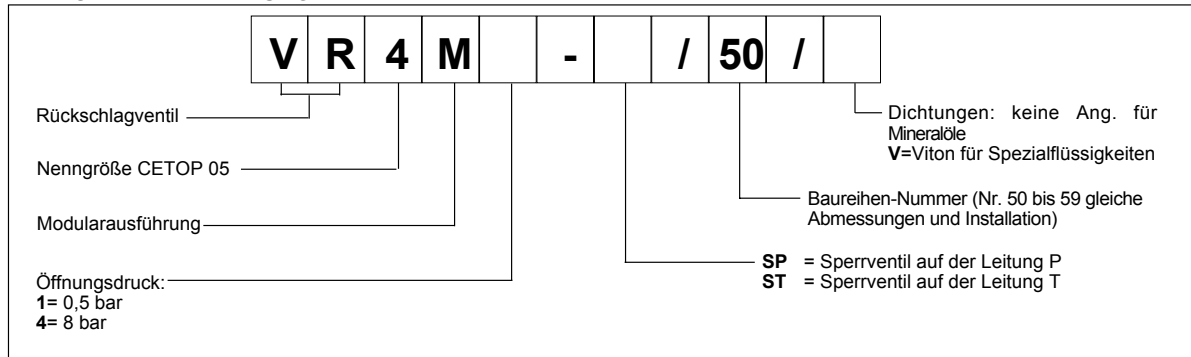 V R 4 M - / 50 /
Rückschlagventil
Nenngröße CETOP 05
Modularausführung
Öffnungsdruck:
1= 0,5 bar
4= 8 bar
Dichtungen: keine Ang. für
Mineralöle
V=Viton für Spezialflüssigkeiten
Baureihen-Nummer (Nr. 50 bis 59 gleiche
Abmessungen und Installation)
SP = Sperrventil auf der Leitung P
ST = Sperrventil auf der Leitung T